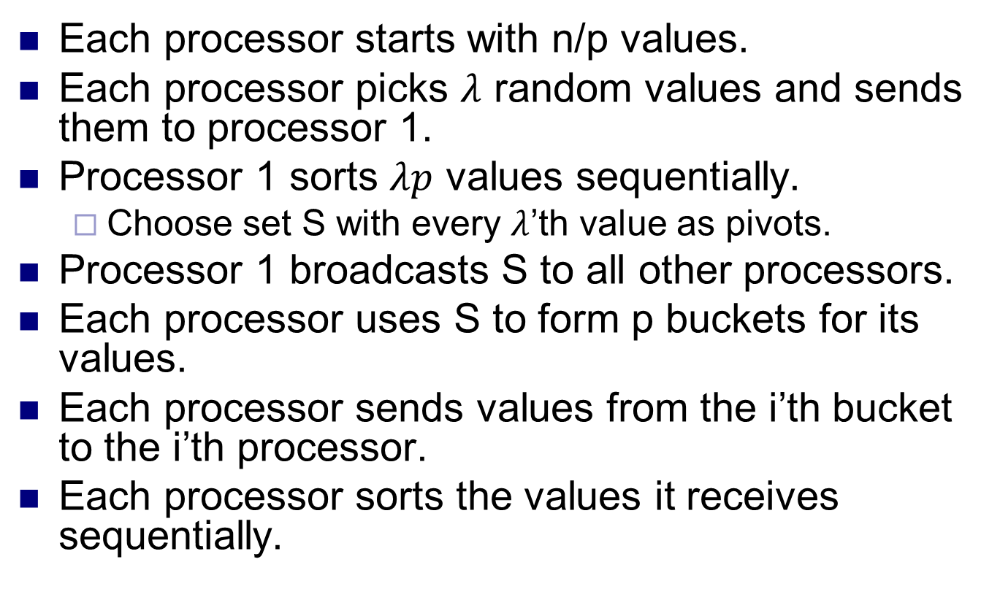 Each processor starts with n/p values.
Each processor picks λ random values and sends
them to processor 1.
Processor 1 sorts λp values sequentially.
Choose set S with every λ’th value as pivots.
Processor 1 broadcasts S to all other processors.
Each processor uses S to form p buckets for its
values.
Each processor sends values from the i’th bucket
to the i’th processor.
Each processor sorts the values it receives
sequentially.